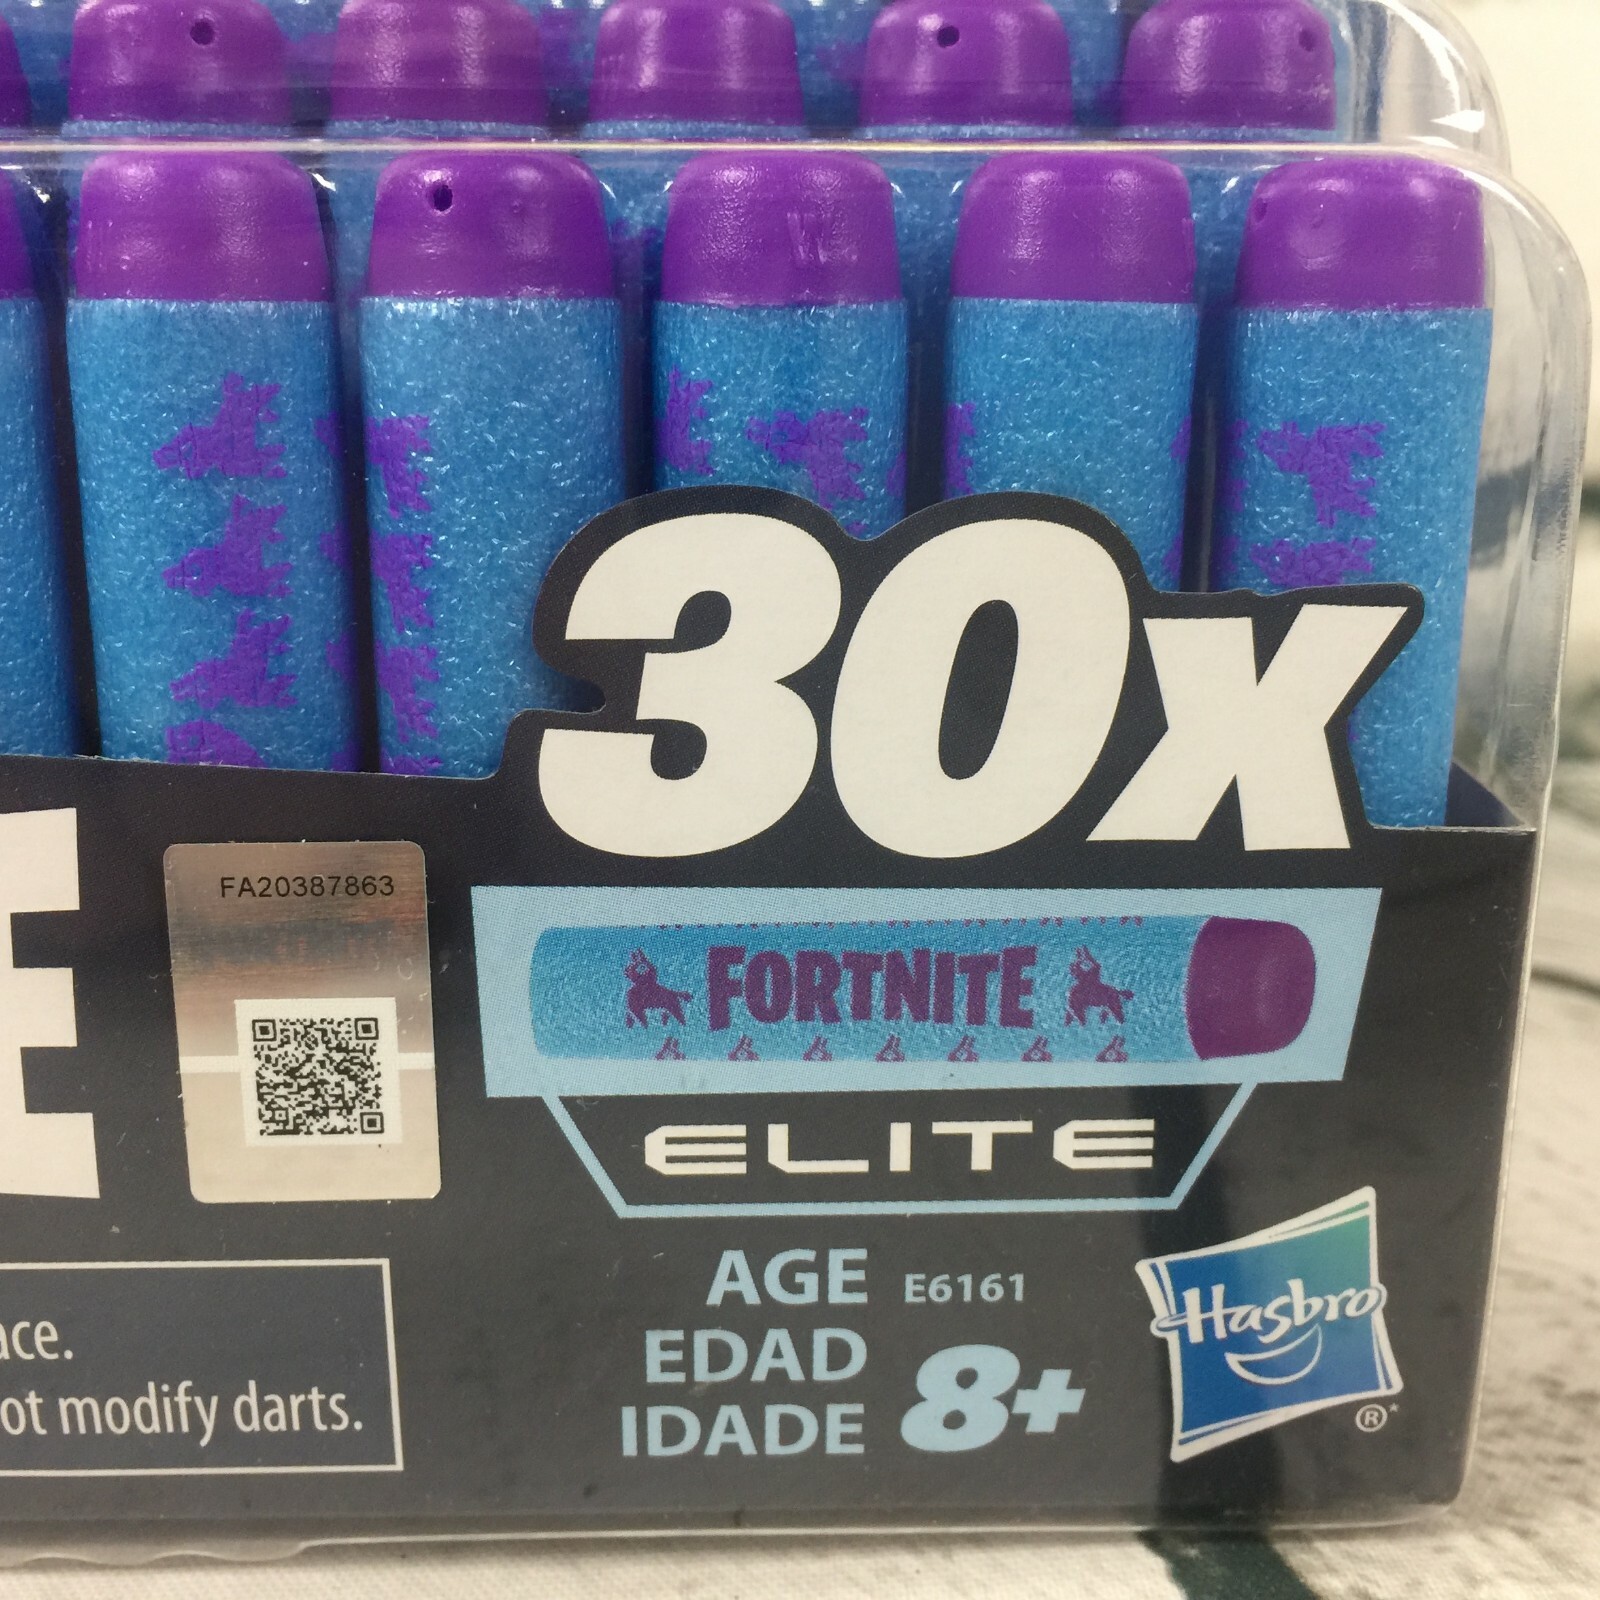 W
30x
FA20387863
FORTNITE
ELITE
AGE
E6161
EDAD
8+
IDADE
Hasbro
®*
ace.
ot modify darts.